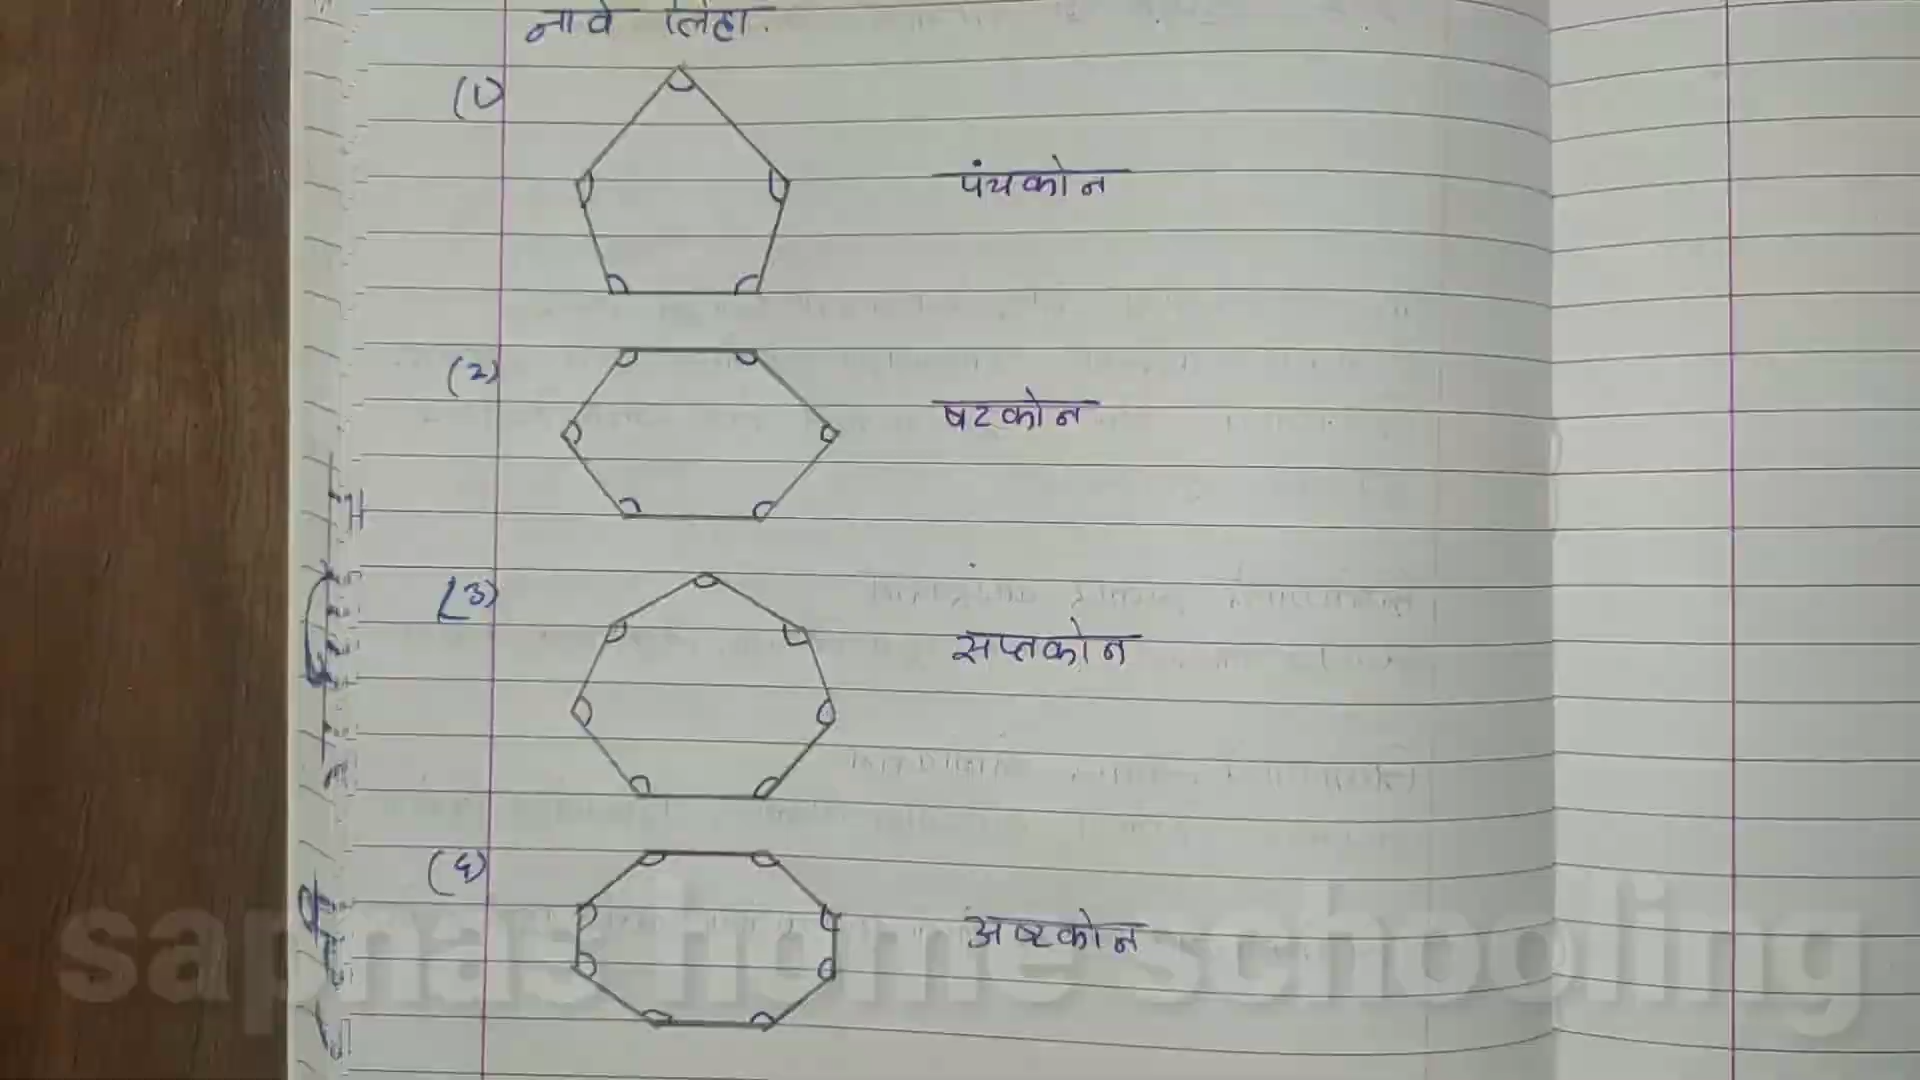 नावे लिहा.
(1)
पंचकोन
(2)
षटकोन
(3)
सप्तकोन
(4)
अष्टकोन
sapnas home schooling